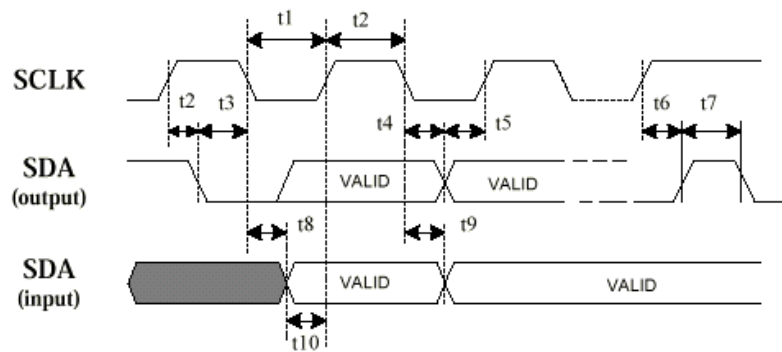 t1 t2
SCLK
t2 t3 t4 t5 t6 t7
SDA
(output)
VALID VALID
t8 t9
SDA
(input)
VALID VALID
t10